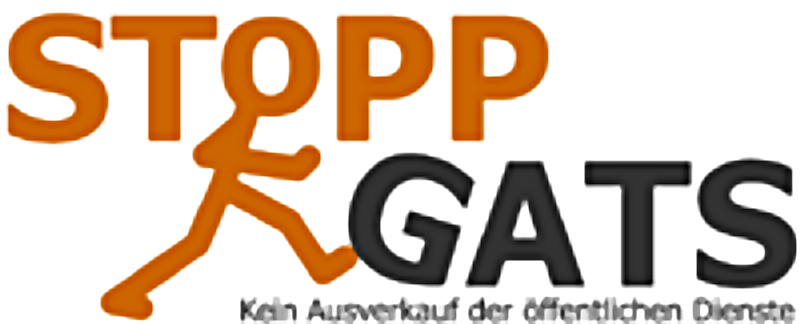 STOPP
GATS
Kein Ausverkauf der öffentlichen Dienste